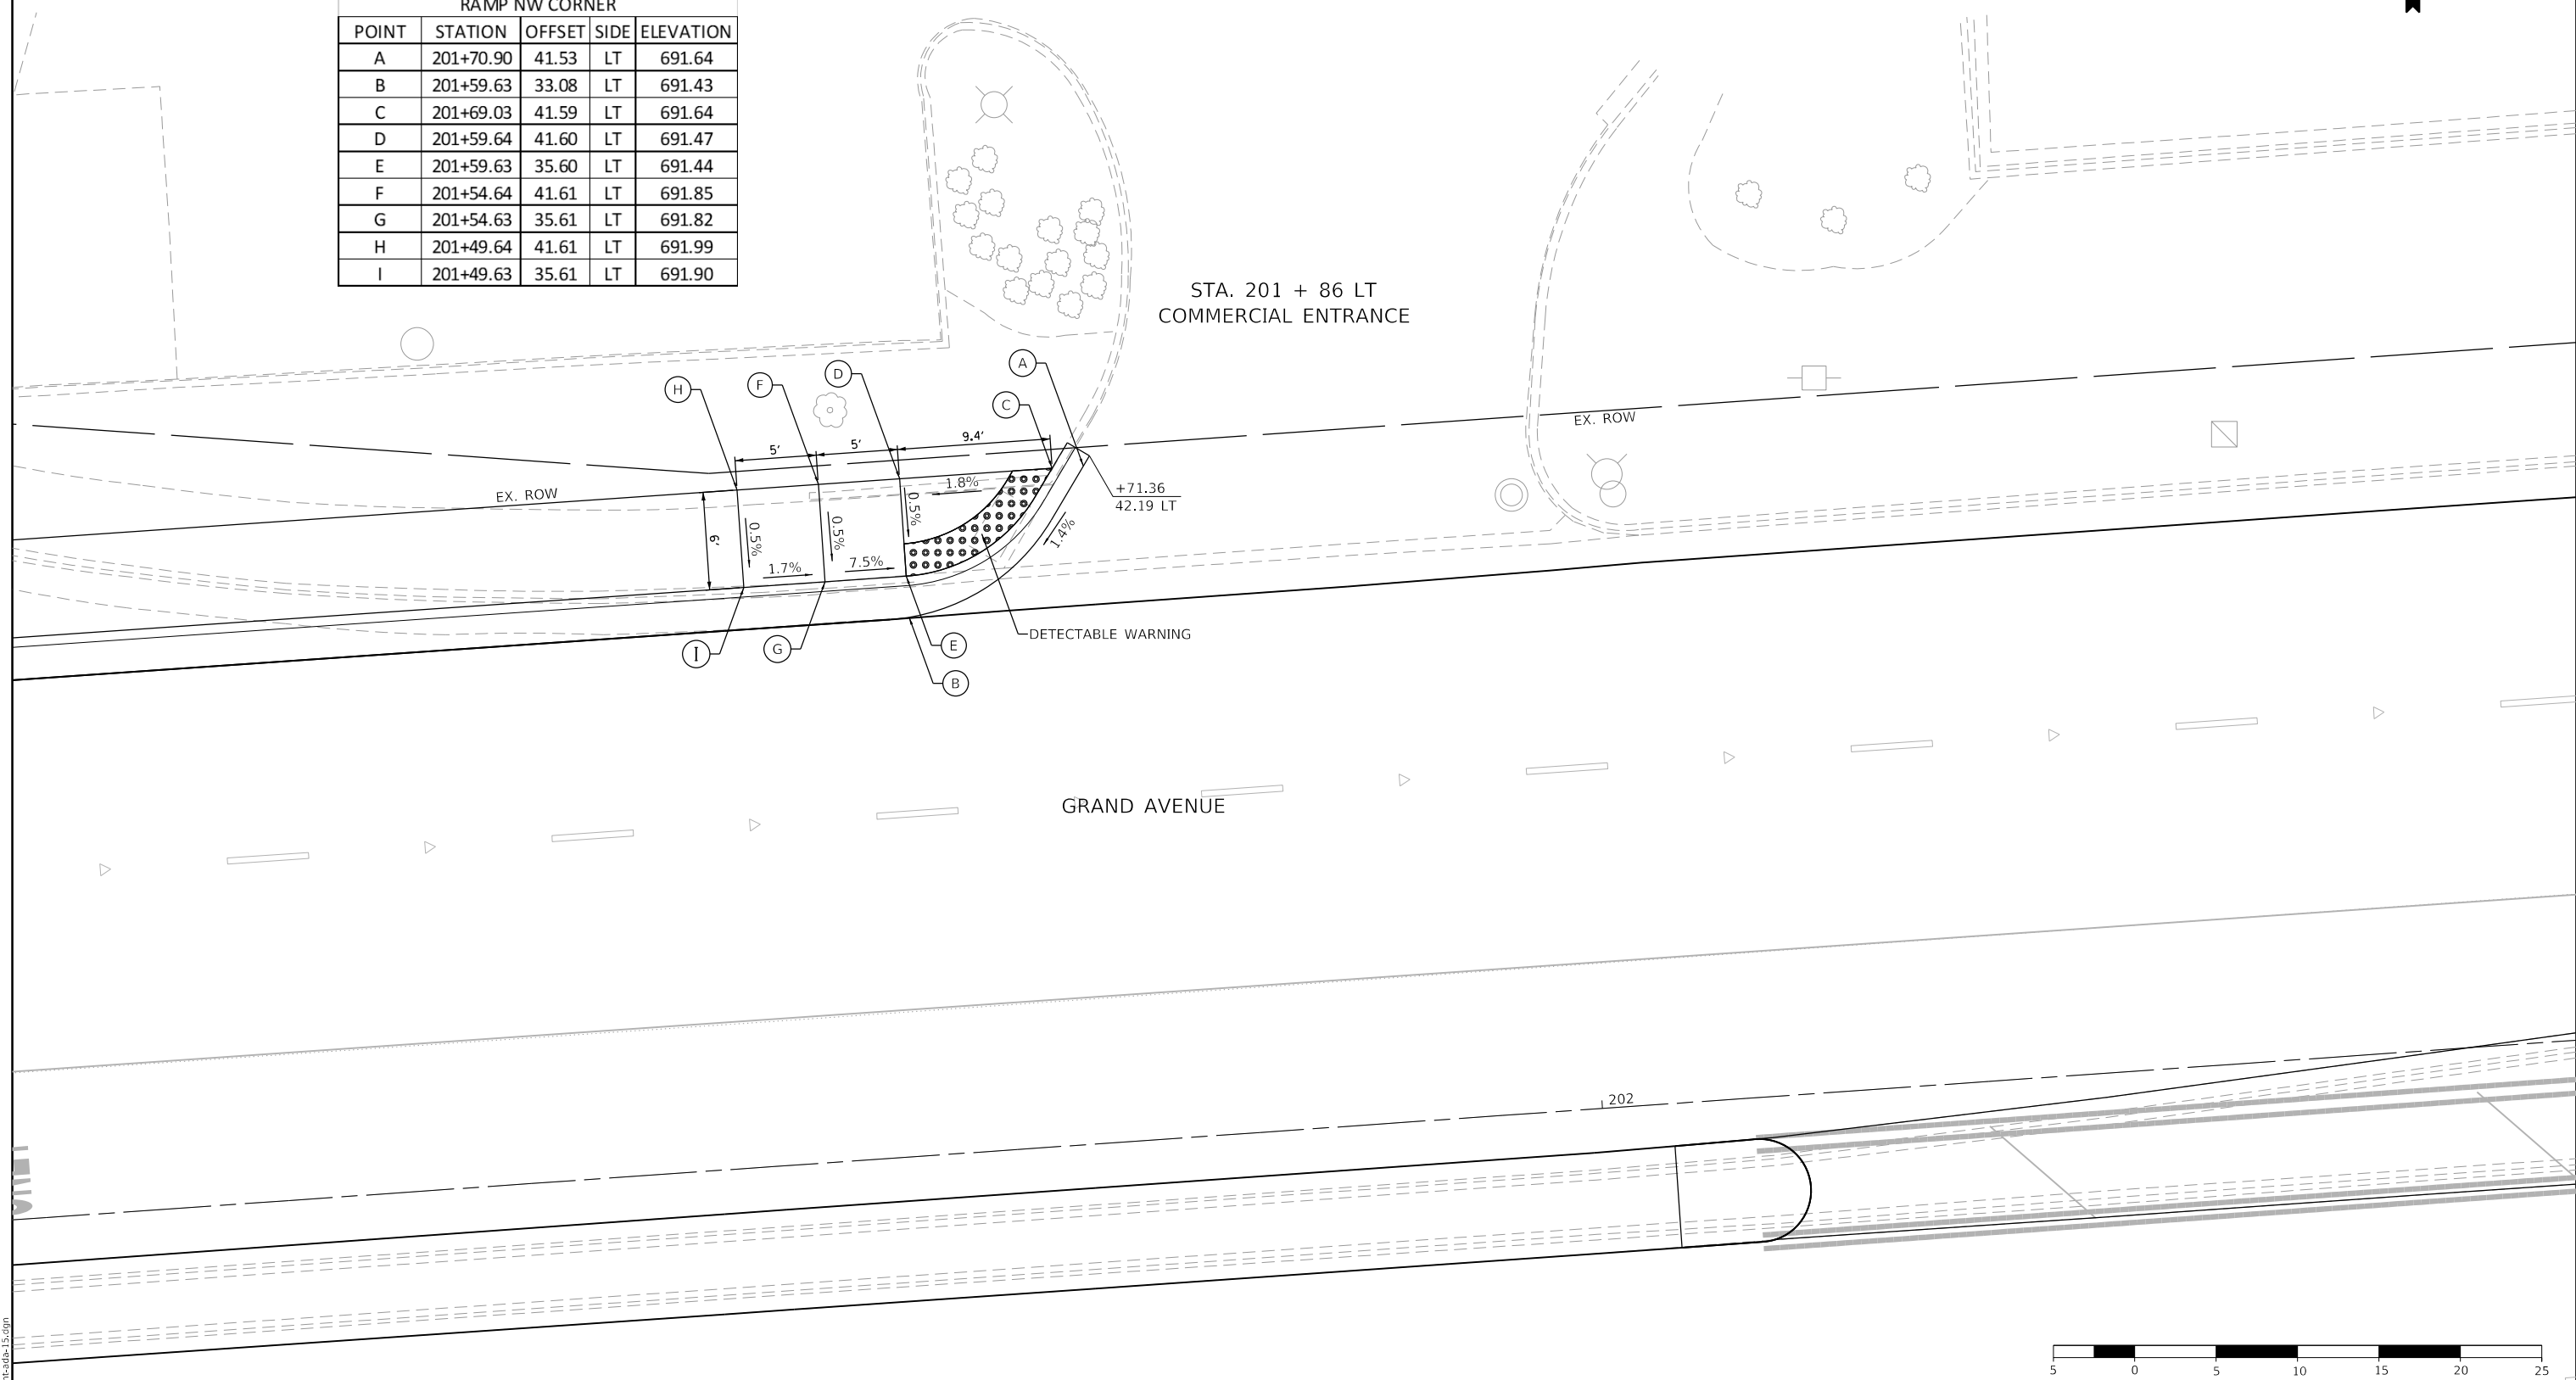 RAMP NW CORNER
POINT STATION OFFSET SIDE ELEVATION
A 201+70.90 41.53 LT 691.64
B 201+59.63 33.08 LT 691.43
C 201+69.03 41.59 LT 691.64
D 201+59.64 41.60 LT 691.47
E 201+59.63 35.60 LT 691.44
F 201+54.64 41.61 LT 691.85
G 201+54.63 35.61 LT 691.82
H 201+49.64 41.61 LT 691.99
I 201+49.63 35.61 LT 691.90
STA. 201 + 86 LT
COMMERCIAL ENTRANCE
A
D
F
H
C
EX. ROW
9.4'
5'
5'
1.8%
+71.36
42.19 LT
EX. ROW
0.5%
0.5%
0.5%
6'
1.4%
7.5%
1.7%
DETECTABLE WARNING
E
G
I
B
GRAND AVENUE
202
nt-ada-15.dgn
5 0 5 10 15 20 25